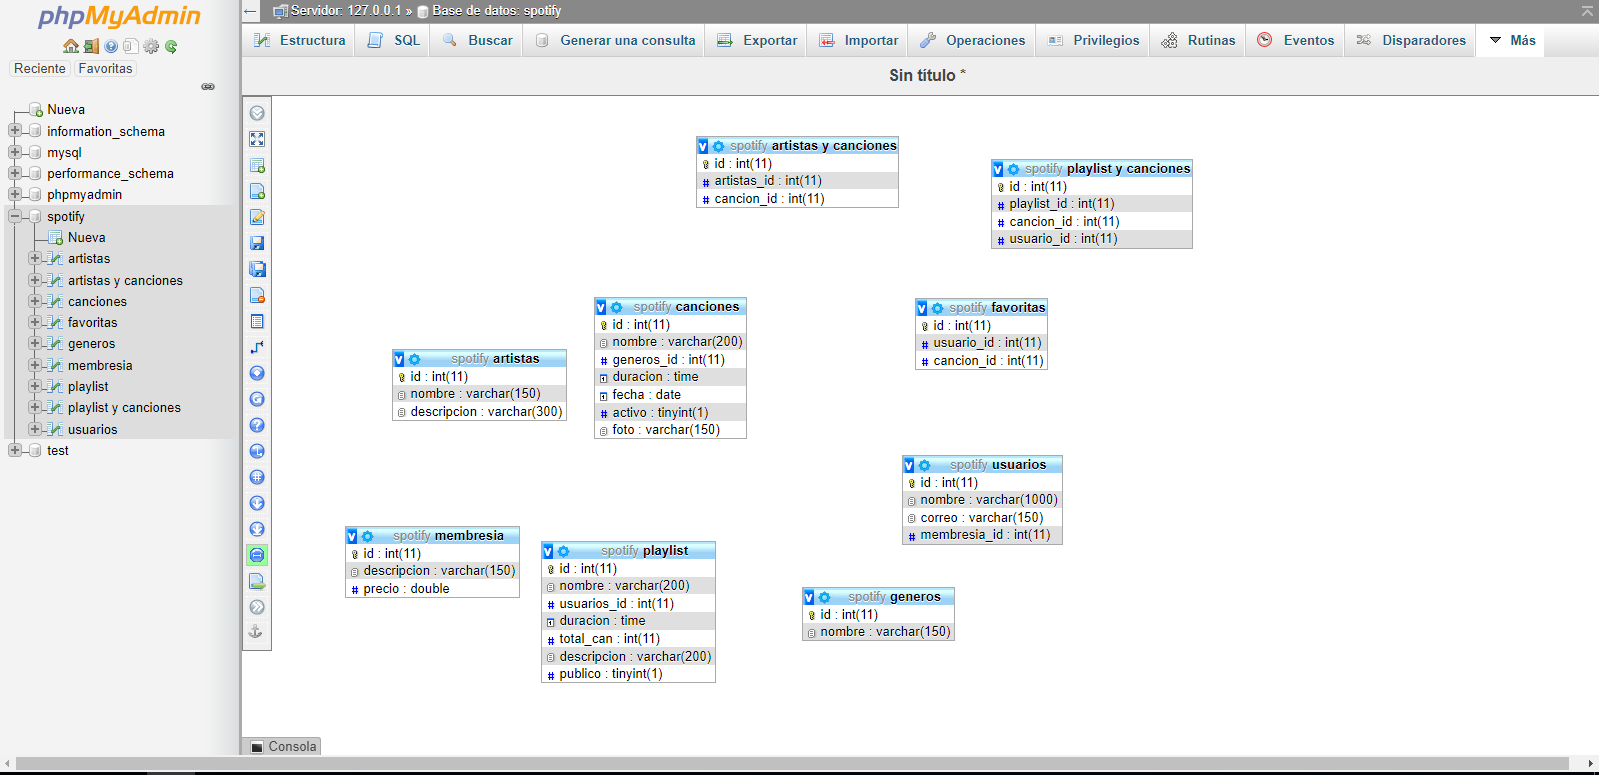 phpMyAdmin
Reciente Favoritas
Nueva
information_schema
mysql
performance_schema
phpmyadmin
spotify
Nueva
artistas
artistas y canciones
canciones
favoritas
generos
membresia
playlist
playlist y canciones
usuarios
test
Servidor: 127.0.0.1 » Base de datos: spotify
Estructura SQL Buscar Generar una consulta Exportar Importar Operaciones Privilegios Rutinas Eventos Disparadores Más
Sin título *
v spotify artistas y canciones
id : int(11)
# artistas_id : int(11)
# cancion_id : int(11)
v spotify playlist y canciones
id : int(11)
# playlist_id : int(11)
# cancion_id : int(11)
# usuario_id : int(11)
v spotify canciones
id : int(11)
nombre : varchar(200)
# generos_id : int(11)
duracion : time
fecha : date
# activo : tinyint(1)
foto : varchar(150)
v spotify favoritas
id : int(11)
# usuario_id : int(11)
# cancion_id : int(11)
v spotify artistas
id : int(11)
nombre : varchar(150)
descripcion : varchar(300)
v spotify usuarios
id : int(11)
nombre : varchar(1000)
correo : varchar(150)
# membresia_id : int(11)
v spotify membresia
id : int(11)
descripcion : varchar(150)
# precio : double
v spotify playlist
id : int(11)
nombre : varchar(200)
# usuarios_id : int(11)
duracion : time
# total_can : int(11)
descripcion : varchar(200)
# publico : tinyint(1)
v spotify generos
id : int(11)
nombre : varchar(150)
Consola